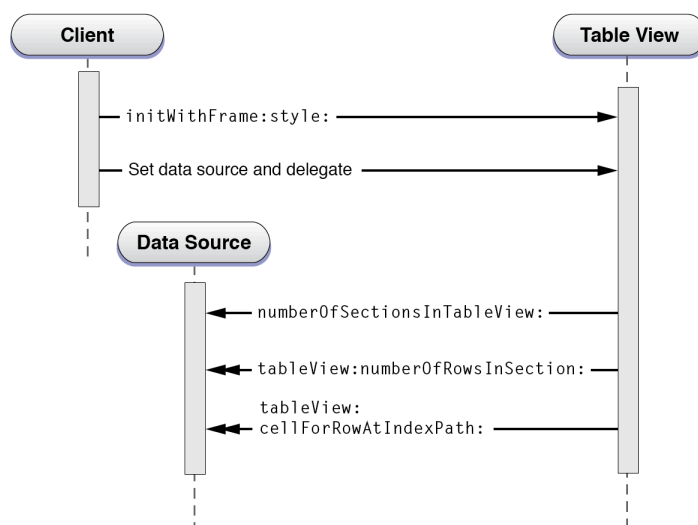 Client
Table View
initWithFrame:style:
Set data source and delegate
Data Source
numberOfSectionsInTableView:
tableView:numberOfRowsInSection:
tableView:
cellForRowAtIndexPath: